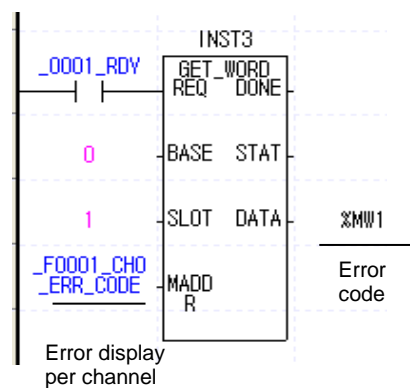 INST3
_0001_RDY
GET_WORD
REQ DONE
0
BASE STAT
1
SLOT DATA
%MW1
_F0001_CH0
_ERR_CODE
MADD
R
Error
code
Error display
per channel